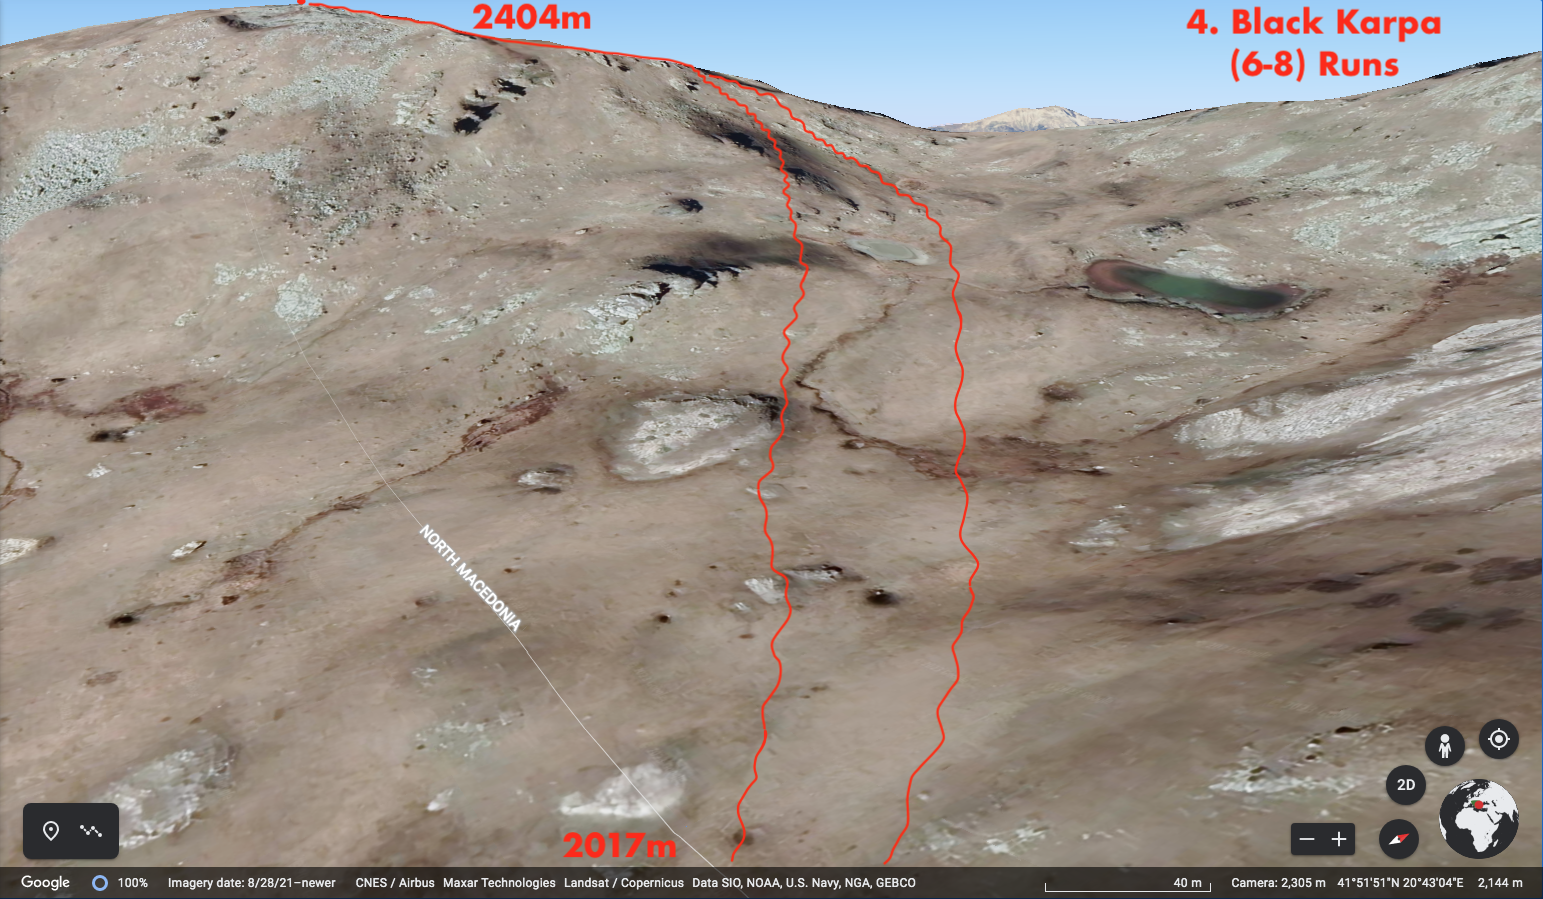 2404m
4. Black Karpa
(6-8) Runs
NORTH MACEDONIA
2D
2017m
Google 100% Imagery date: 8/28/21–newer CNES / Airbus Maxar Technologies Landsat / Copernicus Data SIO, NOAA, U.S. Navy, NGA, GEBCO 40 m Camera: 2,305 m 41°51'51"N 20°43'04"E 2,144 m